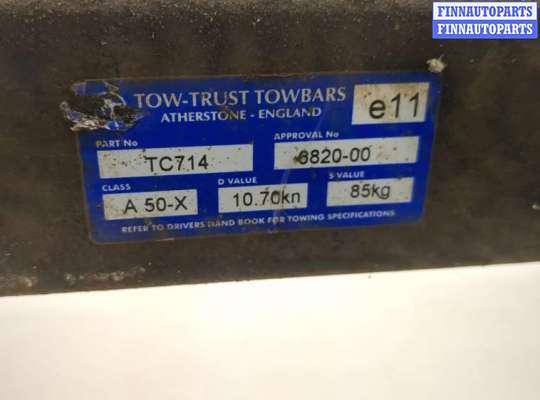 FINNAUTOPARTS
FINNAUTOPARTS
TOW-TRUST TOWBARS
ATHERSTONE - ENGLAND
e11
PART No
APPROVAL No
TC714
6820-00
CLASS
D VALUE
S VALUE
A 50-X
10.70kn
85kg
REFER TO DRIVERS HAND BOOK FOR TOWING SPECIFICATIONS